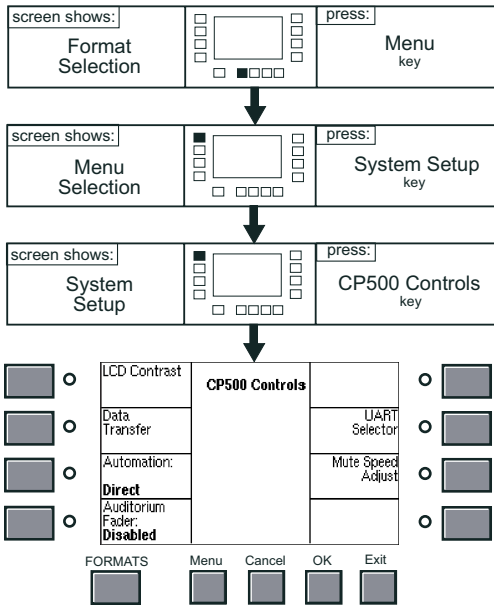 screen shows:
Format
Selection
press:
Menu
key
screen shows:
Menu
Selection
press:
System Setup
key
screen shows:
System
Setup
press:
CP500 Controls
key
LCD Contrast
CP500 Controls
Data
Transfer
UART
Selector
Automation:
Direct
Mute Speed
Adjust
Auditorium
Fader:
Disabled
FORMATS
Menu
Cancel
OK
Exit